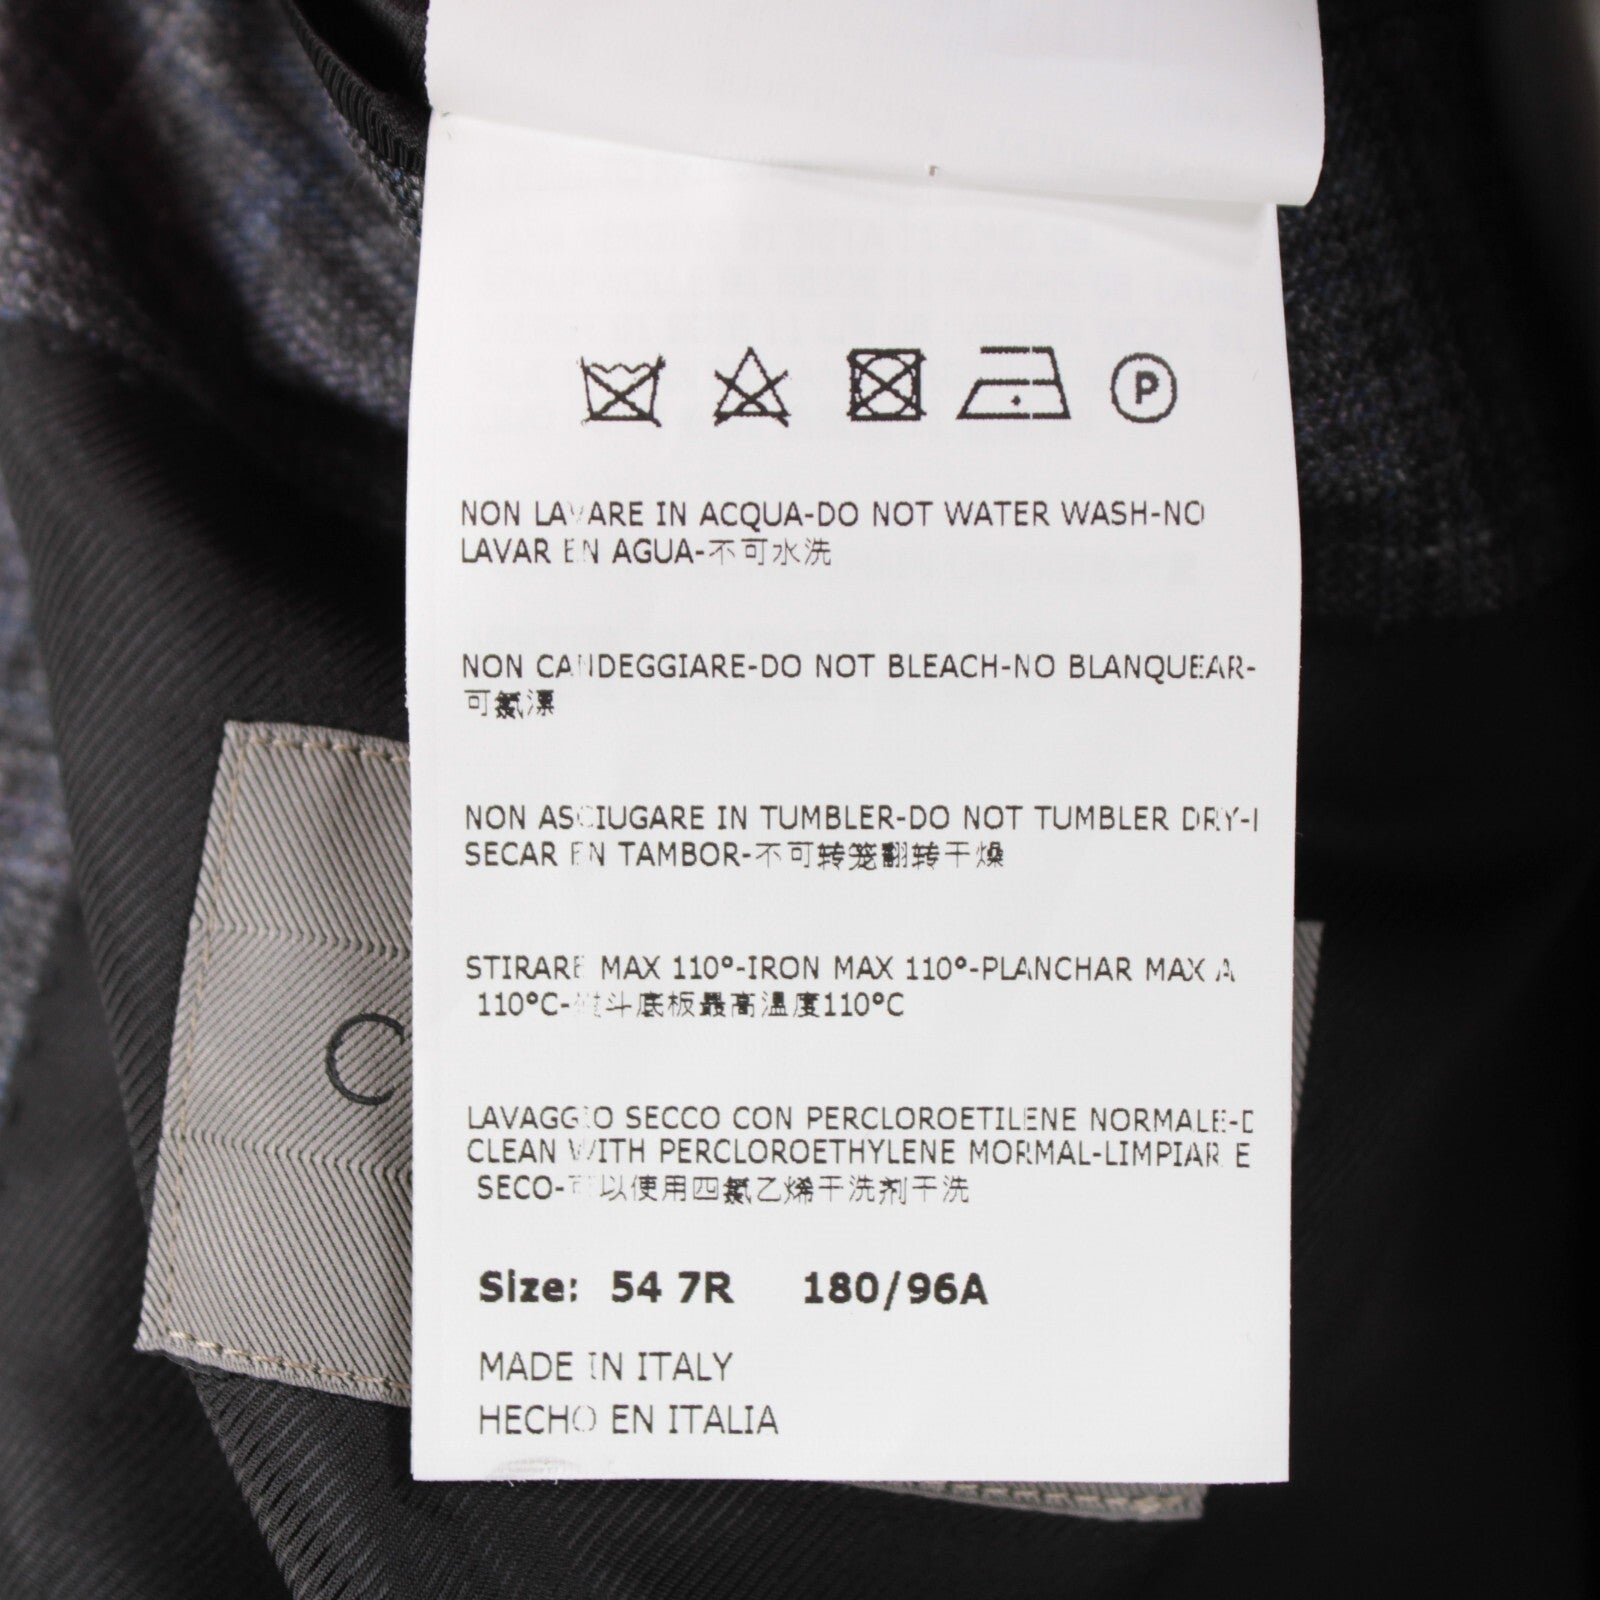 P
NON LAVARE IN ACQUA-DO NOT WATER WASH-NO
LAVAR EN AGUA-不可水洗
NON CANDEGGIARE-DO NOT BLEACH-NO BLANQUEAR-
可氯漂
NON ASCIUGARE IN TUMBLER-DO NOT TUMBLER DRY-
SECAR EN TAMBOR-不可转笼翻转干燥
STIRARE MAX 110°-IRON MAX 110°-PLANCHAR MAX A
110°C-熨斗底板最高温度110°C
LAVAGGIO SECCO CON PERCLOROETILENE NORMALE-D
CLEAN WITH PERCLOROETHYLENE MORMAL-LIMPIAR E
SECO-可以使用四氯乙烯干洗剂干洗
Size: 54 7R 180/96A
MADE IN ITALY
HECHO EN ITALIA
C